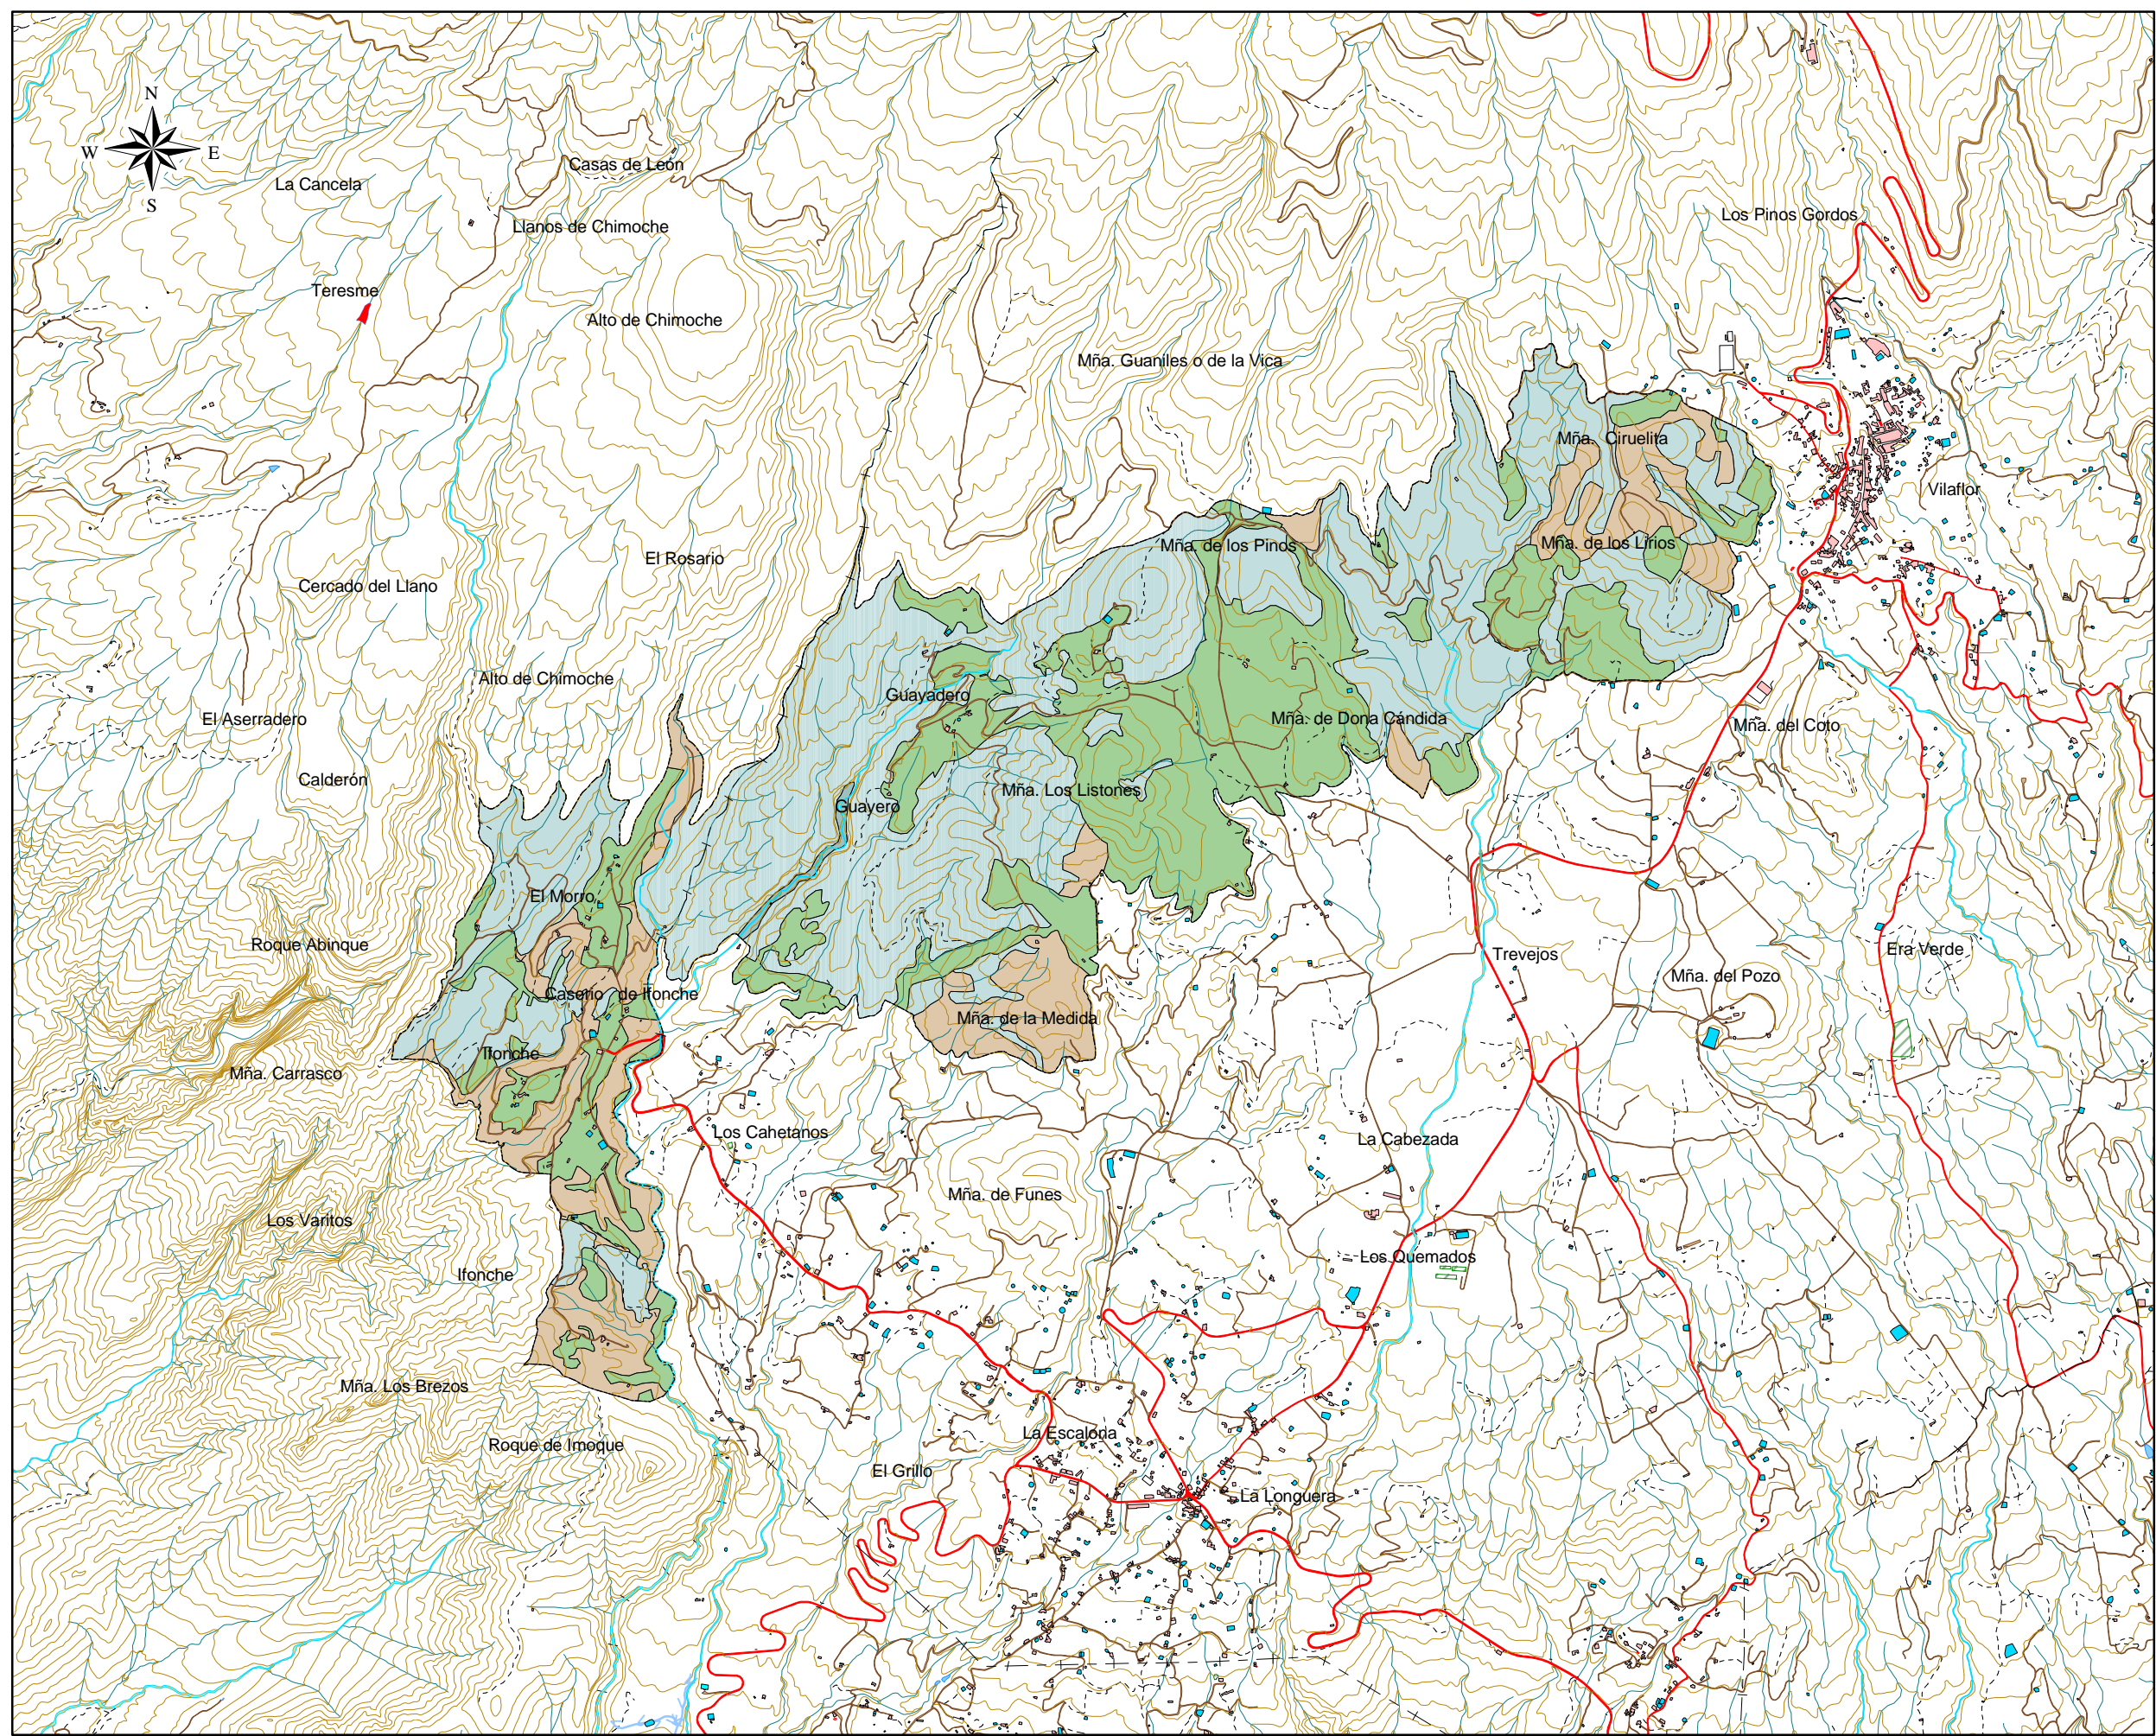 N
W E
S
Casas de León
La Cancela
Los Pinos Gordos
Llanos de Chimoche
Teresme
Alto de Chimoche
Mña. Guaniles o de la Vica
Mña. Ciruelita
Vilaflor
Mña. de los Pinos
Mña. de los Lirios
El Rosario
Cercado del Llano
Alto de Chimoche
Guayadero
El Aserradero
Mña. de Dona Cándida
Mña. del Coto
Calderón
Mña. Los Listones
Guayero
El Morro
Roque Abinque
Era Verde
Trevejos
Mña. del Pozo
Caserio de Ifonche
Mña. de la Medida
Ifonche
Mña. Carrasco
Los Cahetanos
La Cabezada
Mña. de Funes
Los Varitos
Los Quemados
Ifonche
Mña. Los Brezos
La Escalona
Roque de Imoque
El Grillo
La Longuera